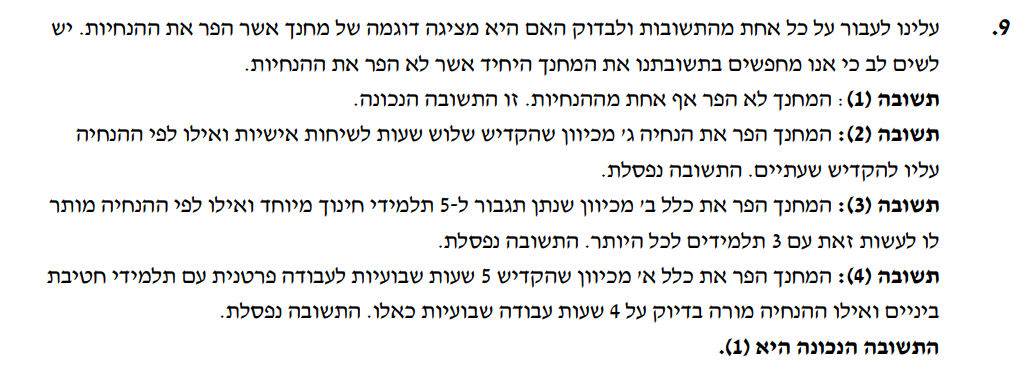 9. עלינו לעבור על כל אחת מהתשובות ולבדוק האם היא מציגה דוגמה של מחנך אשר הפר את ההנחיות. יש
לשים לב כי אנו מחפשים בתשובתנו את המחנך היחיד אשר לא הפר את ההנחיות.
תשובה (1): המחנך לא הפר אף אחת מההנחיות. זו התשובה הנכונה.
תשובה (2): המחנך הפר את הנחיה ג' מכיוון שהקדיש שלוש שעות לשיחות אישיות ואילו לפי ההנחיה
עליו להקדיש שעתיים. התשובה נפסלת.
תשובה (3): המחנך הפר את כלל ב' מכיוון שנתן תגבור ל-5 תלמידי חינוך מיוחד ואילו לפי ההנחיה מותר
לו לעשות זאת עם 3 תלמידים לכל היותר. התשובה נפסלת.
תשובה (4): המחנך הפר את כלל א' מכיוון שהקדיש 5 שעות שבועיות לעבודה פרטנית עם תלמידי חטיבת
ביניים ואילו ההנחיה מורה בדיוק על 4 שעות עבודה שבועיות כאלו. התשובה נפסלת.
התשובה הנכונה היא (1).